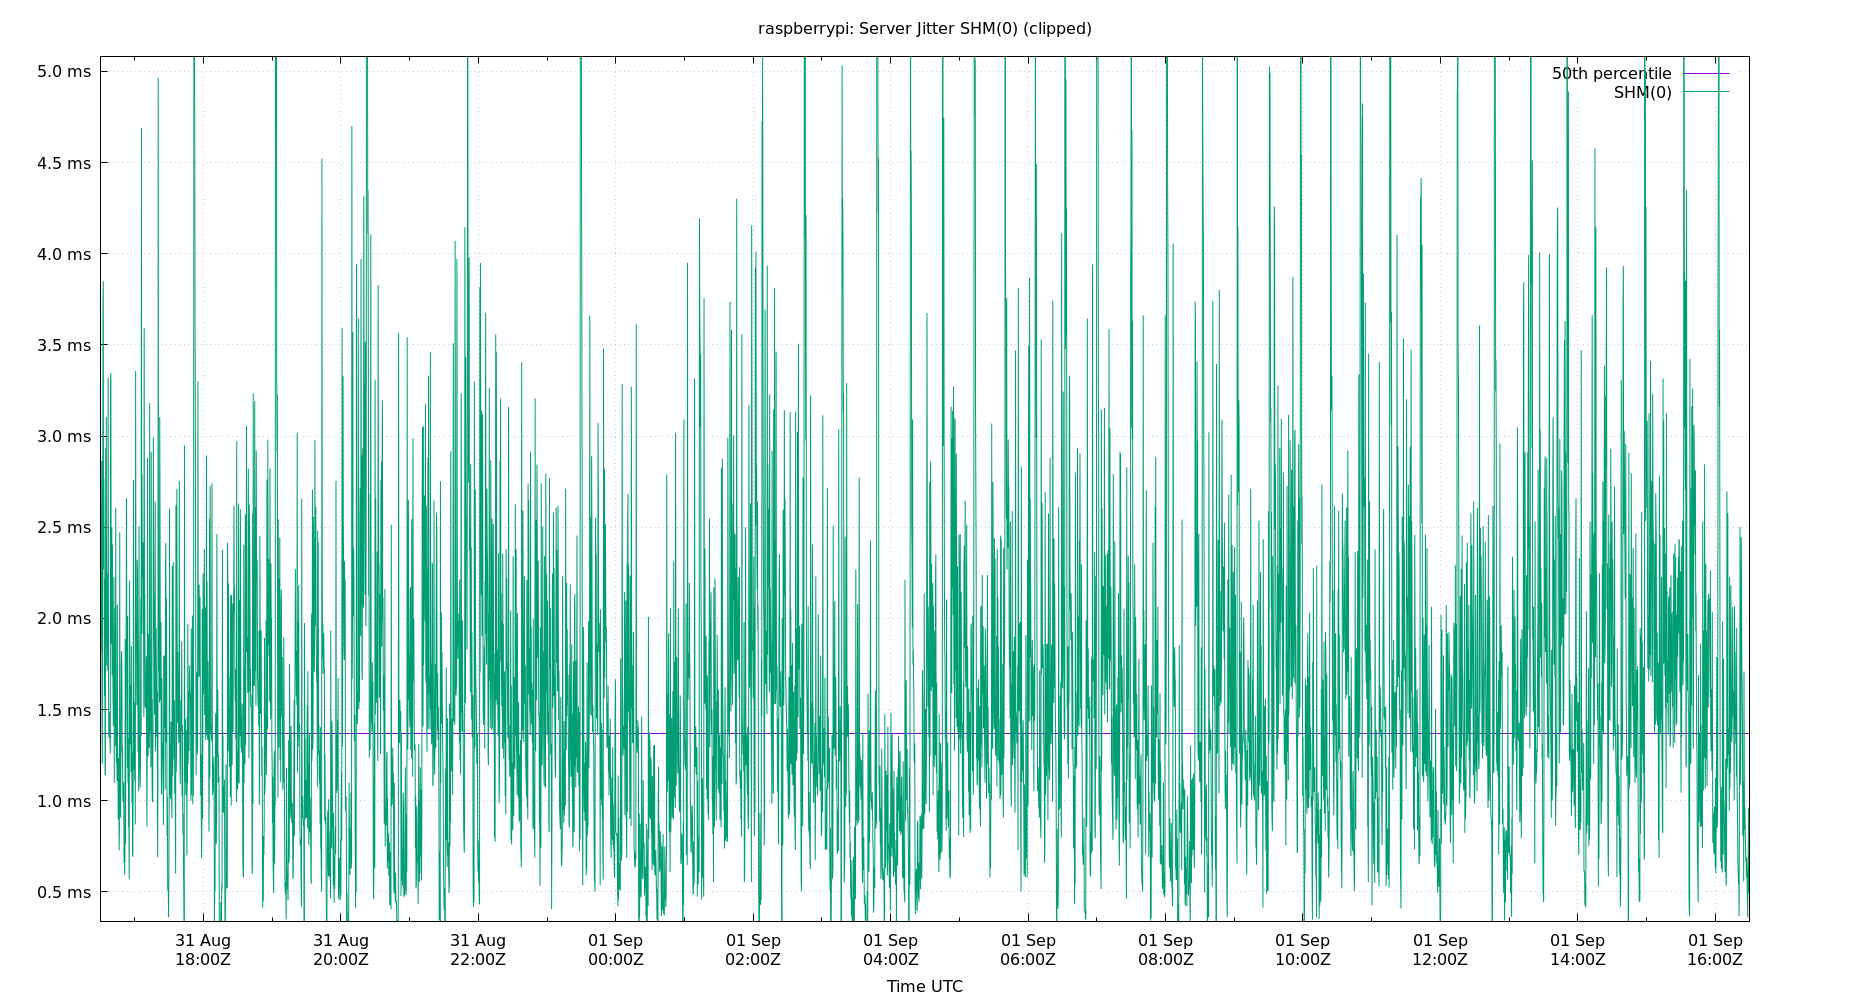 raspberrypi: Server Jitter SHM(0) (clipped)
5.0 ms
4.5 ms
4.0 ms
3.5 ms
3.0 ms
2.5 ms
2.0 ms
1.5 ms
1.0 ms
0.5 ms
50th percentile
SHM(0)
31 Aug 31 Aug 31 Aug 01 Sep 01 Sep 01 Sep 01 Sep 01 Sep 01 Sep 01 Sep 01 Sep 01 Sep
18:00Z 20:00Z 22:00Z 00:00Z 02:00Z 04:00Z 06:00Z 08:00Z 10:00Z 12:00Z 14:00Z 16:00Z
Time UTC